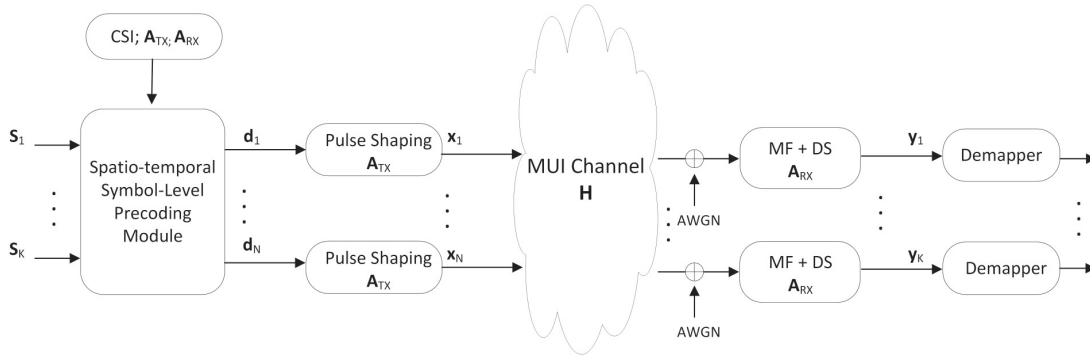 CSI; A_TX; A_RX
S_1
S_K
Spatio-temporal
Symbol-Level
Precoding
Module
d_1
d_N
Pulse Shaping
A_TX
Pulse Shaping
A_TX
x_1
x_N
MUI Channel
H
AWGN
AWGN
MF + DS
A_RX
MF + DS
A_RX
y_1
y_K
Demapper
Demapper